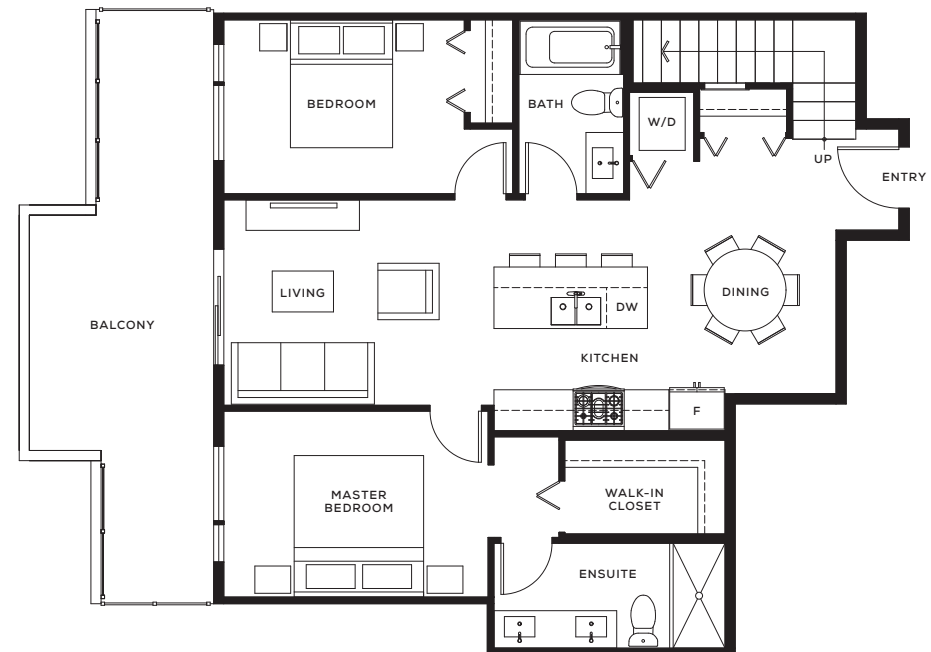 BEDROOM
BATH
W/D
UP
ENTRY
LIVING
DW
DINING
BALCONY
KITCHEN
F
MASTER
BEDROOM
WALK-IN
CLOSET
ENSUITE